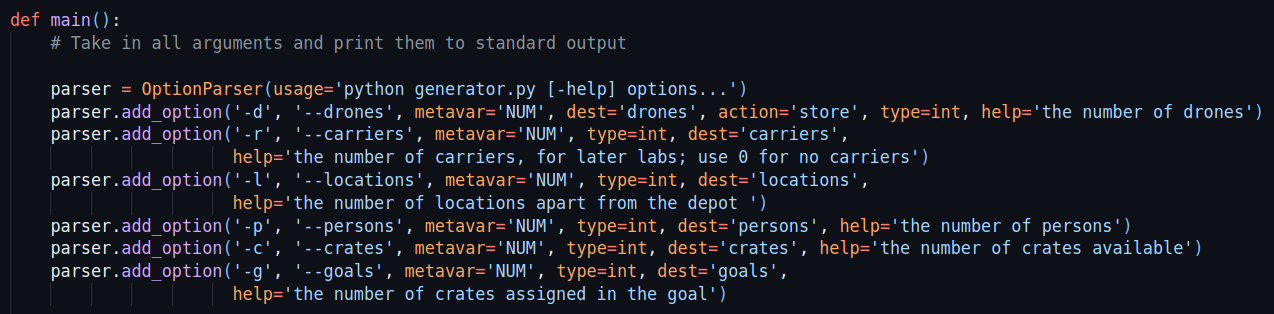 def main():
    # Take in all arguments and print them to standard output

    parser = OptionParser(usage='python generator.py [-help] options...')
    parser.add_option('-d', '--drones', metavar='NUM', dest='drones', action='store', type=int, help='the number of drones')
    parser.add_option('-r', '--carriers', metavar='NUM', type=int, dest='carriers',
                      help='the number of carriers, for later labs; use 0 for no carriers')
    parser.add_option('-l', '--locations', metavar='NUM', type=int, dest='locations',
                      help='the number of locations apart from the depot ')
    parser.add_option('-p', '--persons', metavar='NUM', type=int, dest='persons', help='the number of persons')
    parser.add_option('-c', '--crates', metavar='NUM', type=int, dest='crates', help='the number of crates available')
    parser.add_option('-g', '--goals', metavar='NUM', type=int, dest='goals',
                      help='the number of crates assigned in the goal')